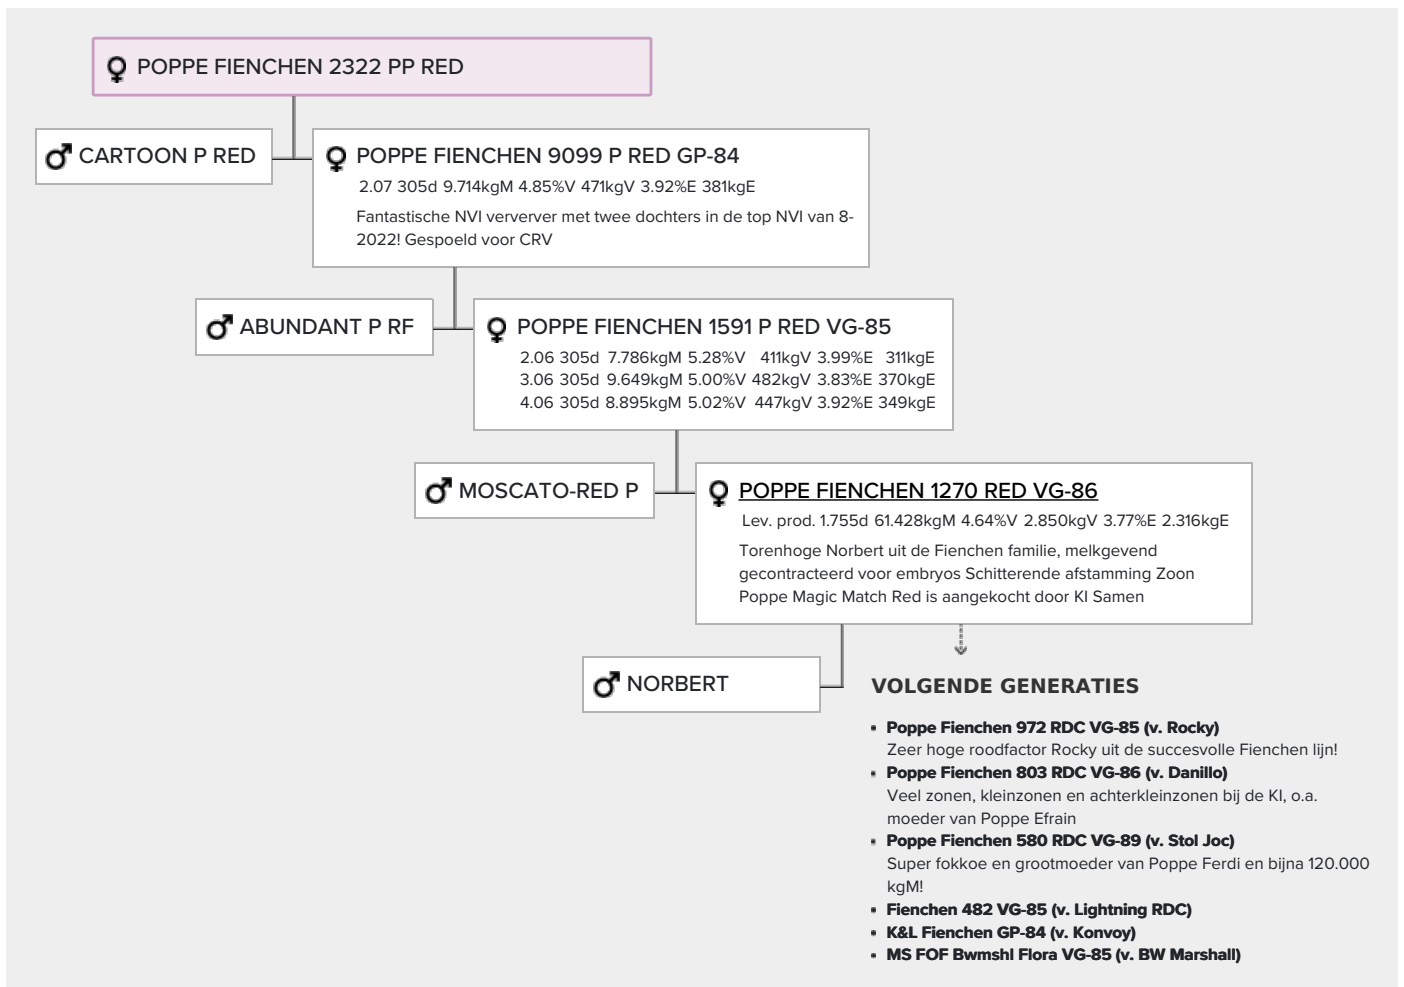 POPPE FIENCHEN 2322 PP RED
CARTOON P RED
POPPE FIENCHEN 9099 P RED GP-84
2.07 305d 9.714kgM 4.85%V 471kgV 3.92%E 381kgE
Fantastische NVI ververver met twee dochters in de top NVI van 8-
2022! Gespoeld voor CRV
ABUNDANT P RF
POPPE FIENCHEN 1591 P RED VG-85
2.06 305d 7.786kgM 5.28%V 411kgV 3.99%E 311kgE
3.06 305d 9.649kgM 5.00%V 482kgV 3.83%E 370kgE
4.06 305d 8.895kgM 5.02%V 447kgV 3.92%E 349kgE
MOSCATO-RED P
POPPE FIENCHEN 1270 RED VG-86
Lev. prod. 1.755d 61.428kgM 4.64%V 2.850kgV 3.77%E 2.316kgE
Torenhoge Norbert uit de Fienchen familie, melkgevend
gecontracteerd voor embryos Schitterende afstamming Zoon
Poppe Magic Match Red is aangekocht door KI Samen
NORBERT
VOLGENDE GENERATIES
Poppe Fienchen 972 RDC VG-85 (v. Rocky)
Zeer hoge roodfactor Rocky uit de succesvolle Fienchen lijn!
Poppe Fienchen 803 RDC VG-86 (v. Danillo)
Veel zonen, kleinzonen en achterkleinzonen bij de KI, o.a.
moeder van Poppe Efrain
Poppe Fienchen 580 RDC VG-89 (v. Stol Joc)
Super fokkoe en grootmoeder van Poppe Ferdi en bijna 120.000
kgM!
Fienchen 482 VG-85 (v. Lightning RDC)
K&L Fienchen GP-84 (v. Konvoy)
MS FOF Bwmshl Flora VG-85 (v. BW Marshall)